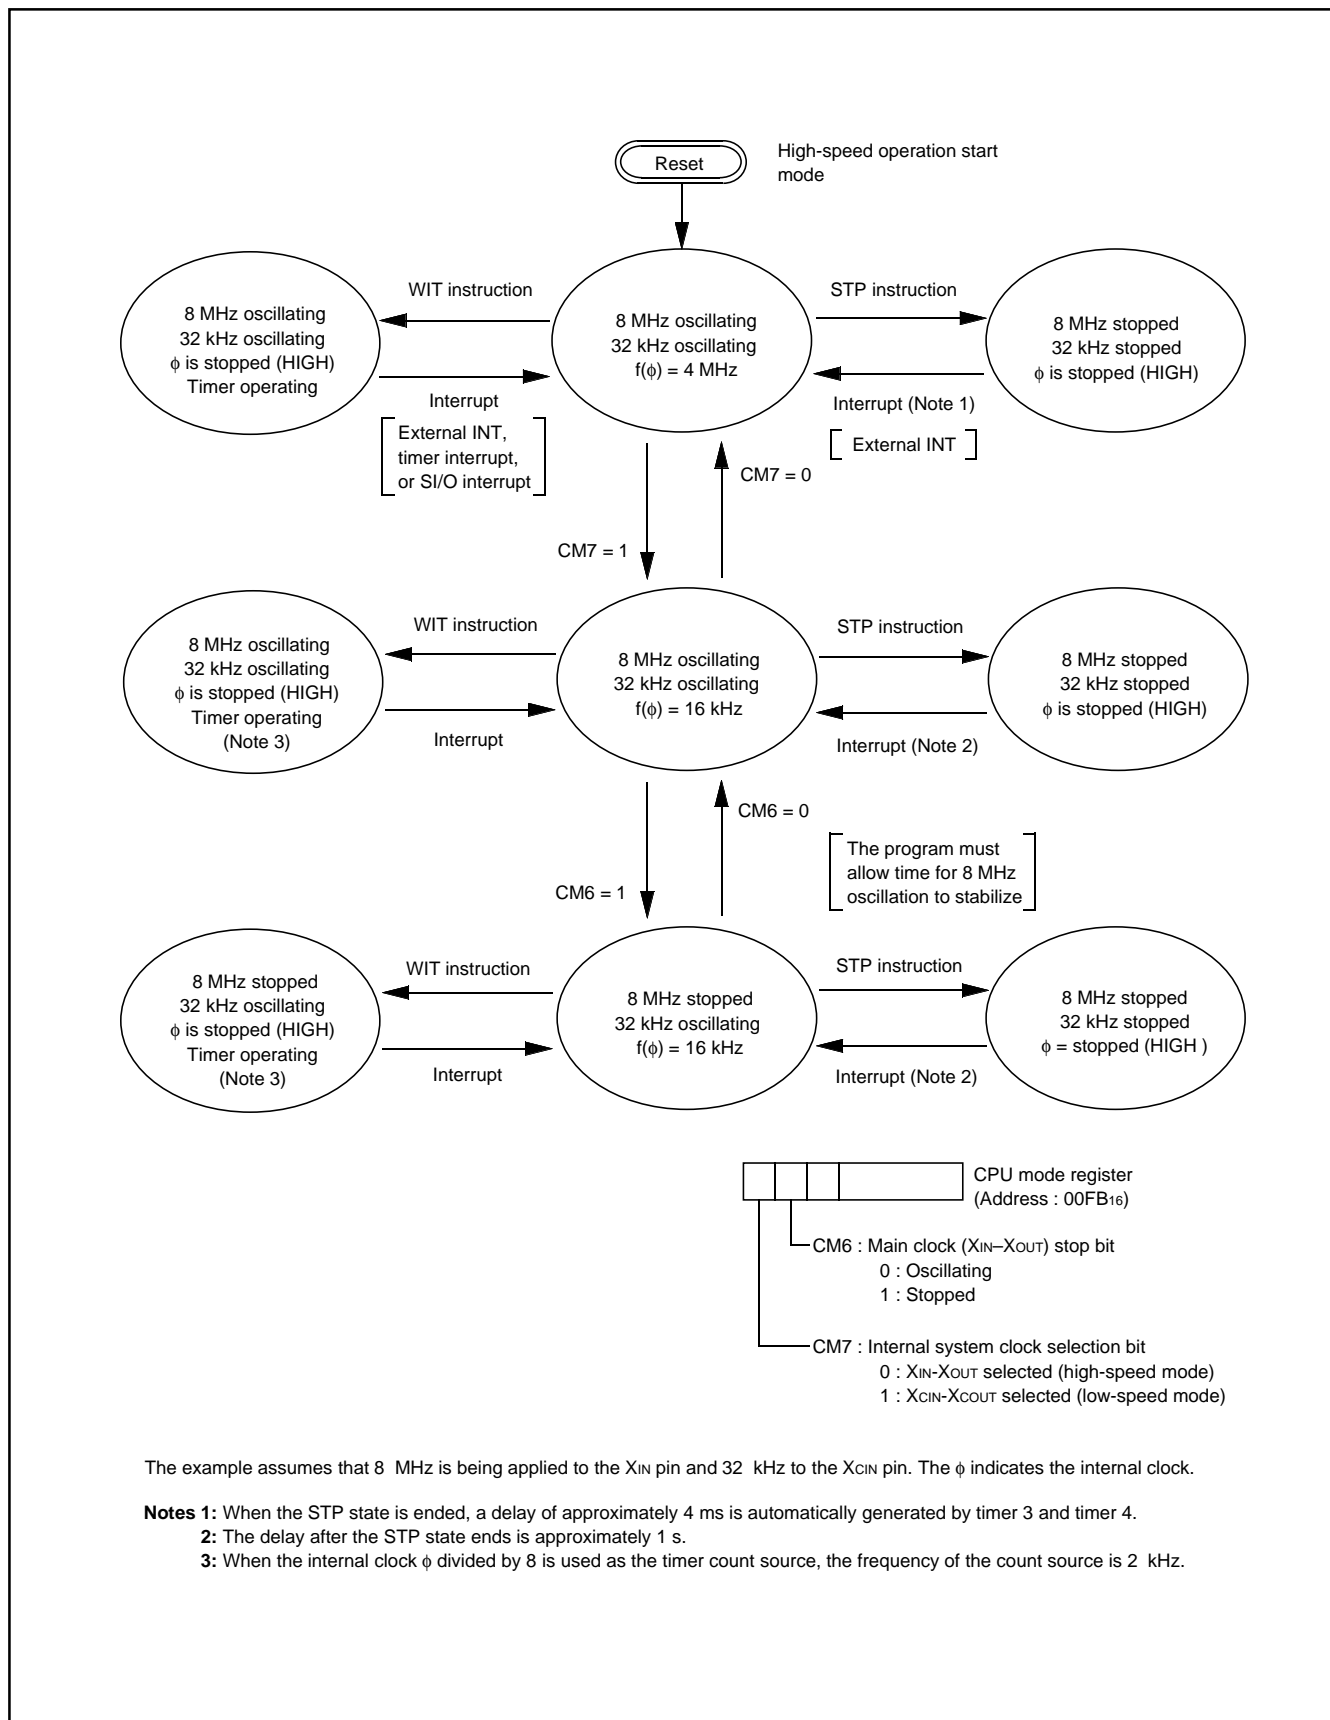 Reset
High-speed operation start
mode
8 MHz oscillating
32 kHz oscillating
ϕ is stopped (HIGH)
Timer operating
WIT instruction
Interrupt
External INT,
timer interrupt,
or SI/O interrupt
8 MHz oscillating
32 kHz oscillating
f(ϕ) = 4 MHz
STP instruction
Interrupt (Note 1)
External INT
8 MHz stopped
32 kHz stopped
ϕ is stopped (HIGH)
CM7 = 1
CM7 = 0
8 MHz oscillating
32 kHz oscillating
ϕ is stopped (HIGH)
Timer operating
(Note 3)
WIT instruction
Interrupt
8 MHz oscillating
32 kHz oscillating
f(ϕ) = 16 kHz
STP instruction
Interrupt (Note 2)
8 MHz stopped
32 kHz stopped
ϕ is stopped (HIGH)
CM6 = 1
CM6 = 0
The program must
allow time for 8 MHz
oscillation to stabilize
8 MHz stopped
32 kHz oscillating
ϕ is stopped (HIGH)
Timer operating
(Note 3)
WIT instruction
Interrupt
8 MHz stopped
32 kHz oscillating
f(ϕ) = 16 kHz
STP instruction
Interrupt (Note 2)
8 MHz stopped
32 kHz stopped
ϕ = stopped (HIGH )
CPU mode register
(Address : 00FB16)
CM6 : Main clock (XIN–XOUT) stop bit
0 : Oscillating
1 : Stopped
CM7 : Internal system clock selection bit
0 : XIN-XOUT selected (high-speed mode)
1 : XCIN-XCOUT selected (low-speed mode)
The example assumes that 8 MHz is being applied to the XIN pin and 32 kHz to the XCIN pin. The ϕ indicates the internal clock.
Notes 1: When the STP state is ended, a delay of approximately 4 ms is automatically generated by timer 3 and timer 4.
2: The delay after the STP state ends is approximately 1 s.
3: When the internal clock ϕ divided by 8 is used as the timer count source, the frequency of the count source is 2 kHz.